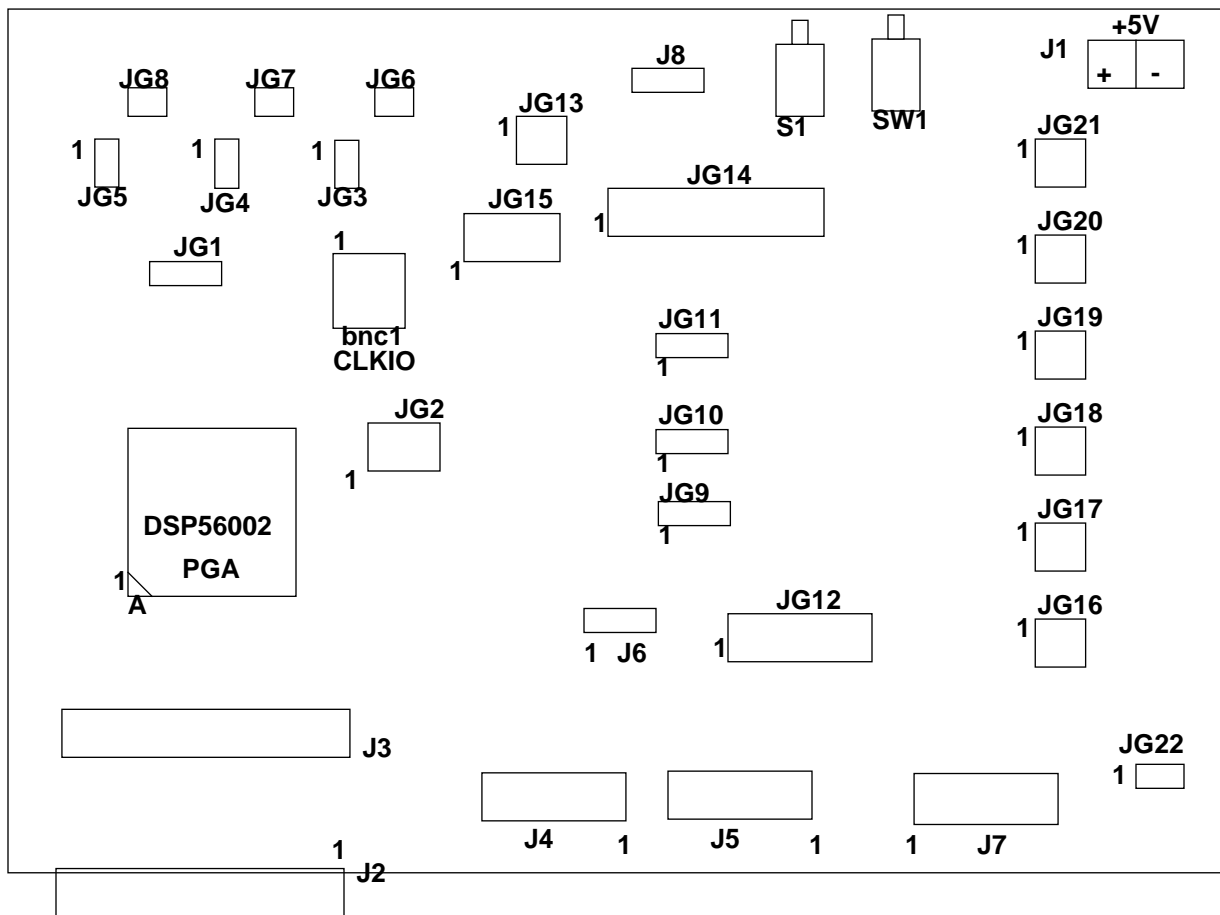 +5V
J1
+ -
J8
JG8
JG7
JG6
JG13
1
S1
SW1
JG21
1
1
JG5
1
JG4
1
JG3
JG14
1
JG15
1
JG20
1
JG1
1
bnc1
CLKIO
JG11
1
JG19
1
JG2
1
JG10
1
JG18
1
JG9
1
JG17
1
DSP56002
PGA
1
A
JG12
1
JG16
1
1 J6
J3
JG22
1
J4
1
J5
1
1
J7
1
J2